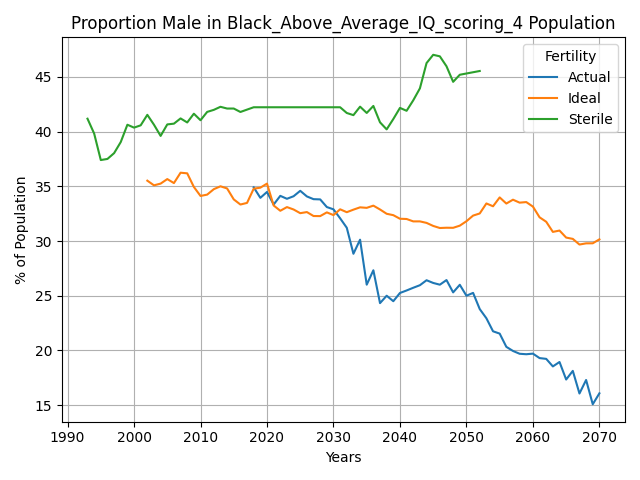 Proportion Male in Black_Above_Average_IQ_scoring_4 Population
Fertility
Actual
Ideal
Sterile
% of Population
45
40
35
30
25
20
15
1990 2000 2010 2020 2030 2040 2050 2060 2070
Years